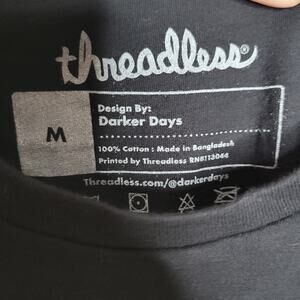 threadless®
M
Design By:
Darker Days
100% Cotton : Made in Bangladesh
Printed by Threadless RN#113066
Threadless.com/@darkerdays